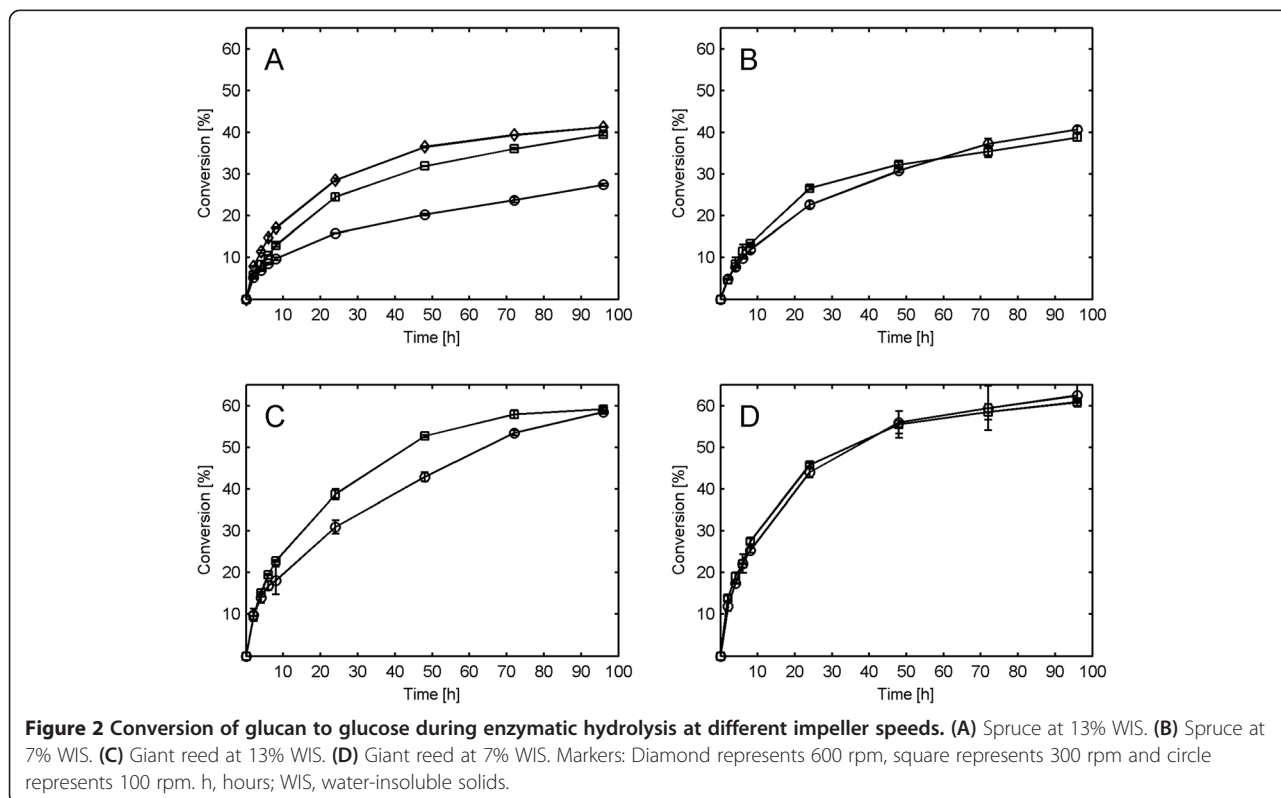 A
Conversion [%]
60
50
40
30
20
10
10 20 30 40 50 60 70 80 90 100
Time [h]
B
Conversion [%]
60
50
40
30
20
10
10 20 30 40 50 60 70 80 90 100
Time [h]
C
Conversion [%]
60
50
40
30
20
10
10 20 30 40 50 60 70 80 90 100
Time [h]
D
Conversion [%]
60
50
40
30
20
10
10 20 30 40 50 60 70 80 90 100
Time [h]
Figure 2 Conversion of glucan to glucose during enzymatic hydrolysis at different impeller speeds. (A) Spruce at 13% WIS. (B) Spruce at
7% WIS. (C) Giant reed at 13% WIS. (D) Giant reed at 7% WIS. Markers: Diamond represents 600 rpm, square represents 300 rpm and circle
represents 100 rpm. h, hours; WIS, water-insoluble solids.